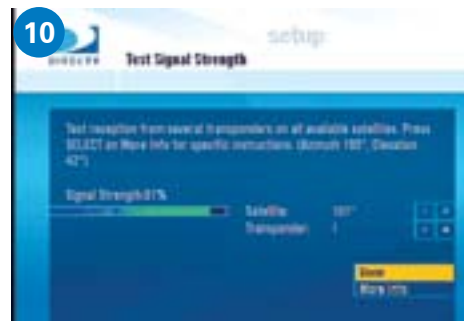 10
setup
DIRECTV
Test Signal Strength
Test reception from several transponders on all available satellites. Press
SELECT on More Info for specific instructions. (Azimuth 180°, Elevation
42°)
Signal Strength:81%
Satellite: 101°
Transponder: 1
- +
- +
Done
More Info